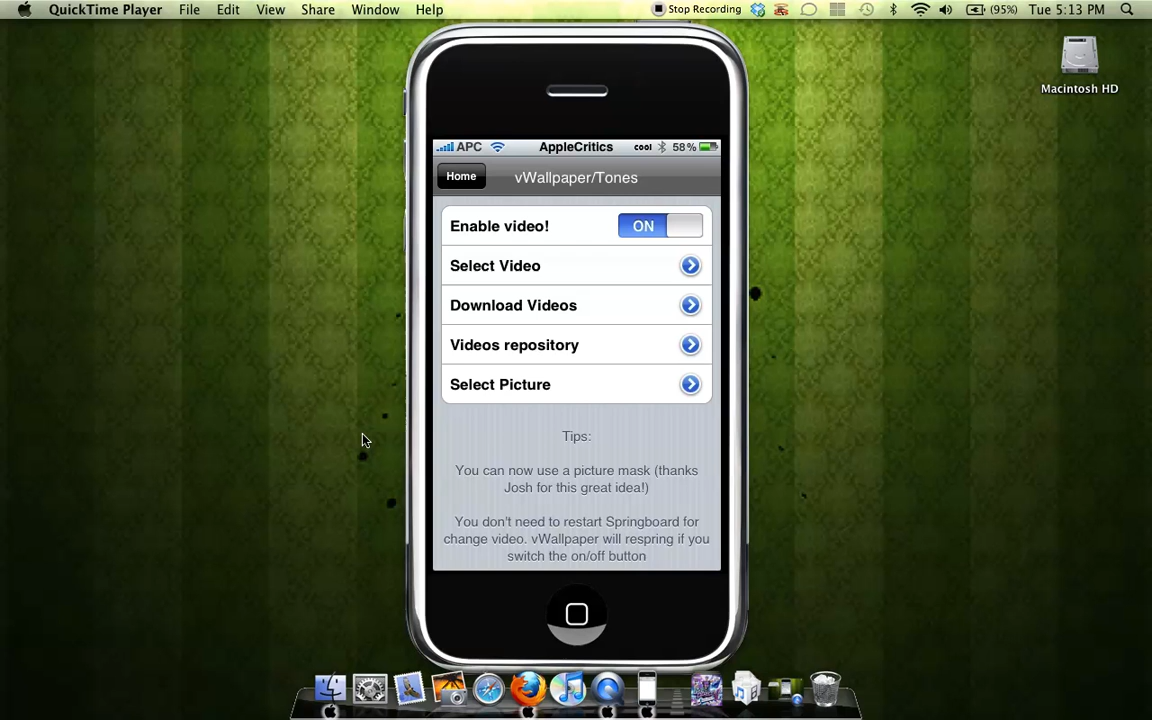 QuickTime Player File Edit View Share Window Help Stop Recording (95%) Tue 5:13 PM
Macintosh HD
APC AppleCritics cool 58%
Home vWallpaper/Tones
Enable video! ON
Select Video
Download Videos
Videos repository
Select Picture
Tips:
You can now use a picture mask (thanks
Josh for this great idea!)
You don't need to restart Springboard for
change video. vWallpaper will respring if you
switch the on/off button